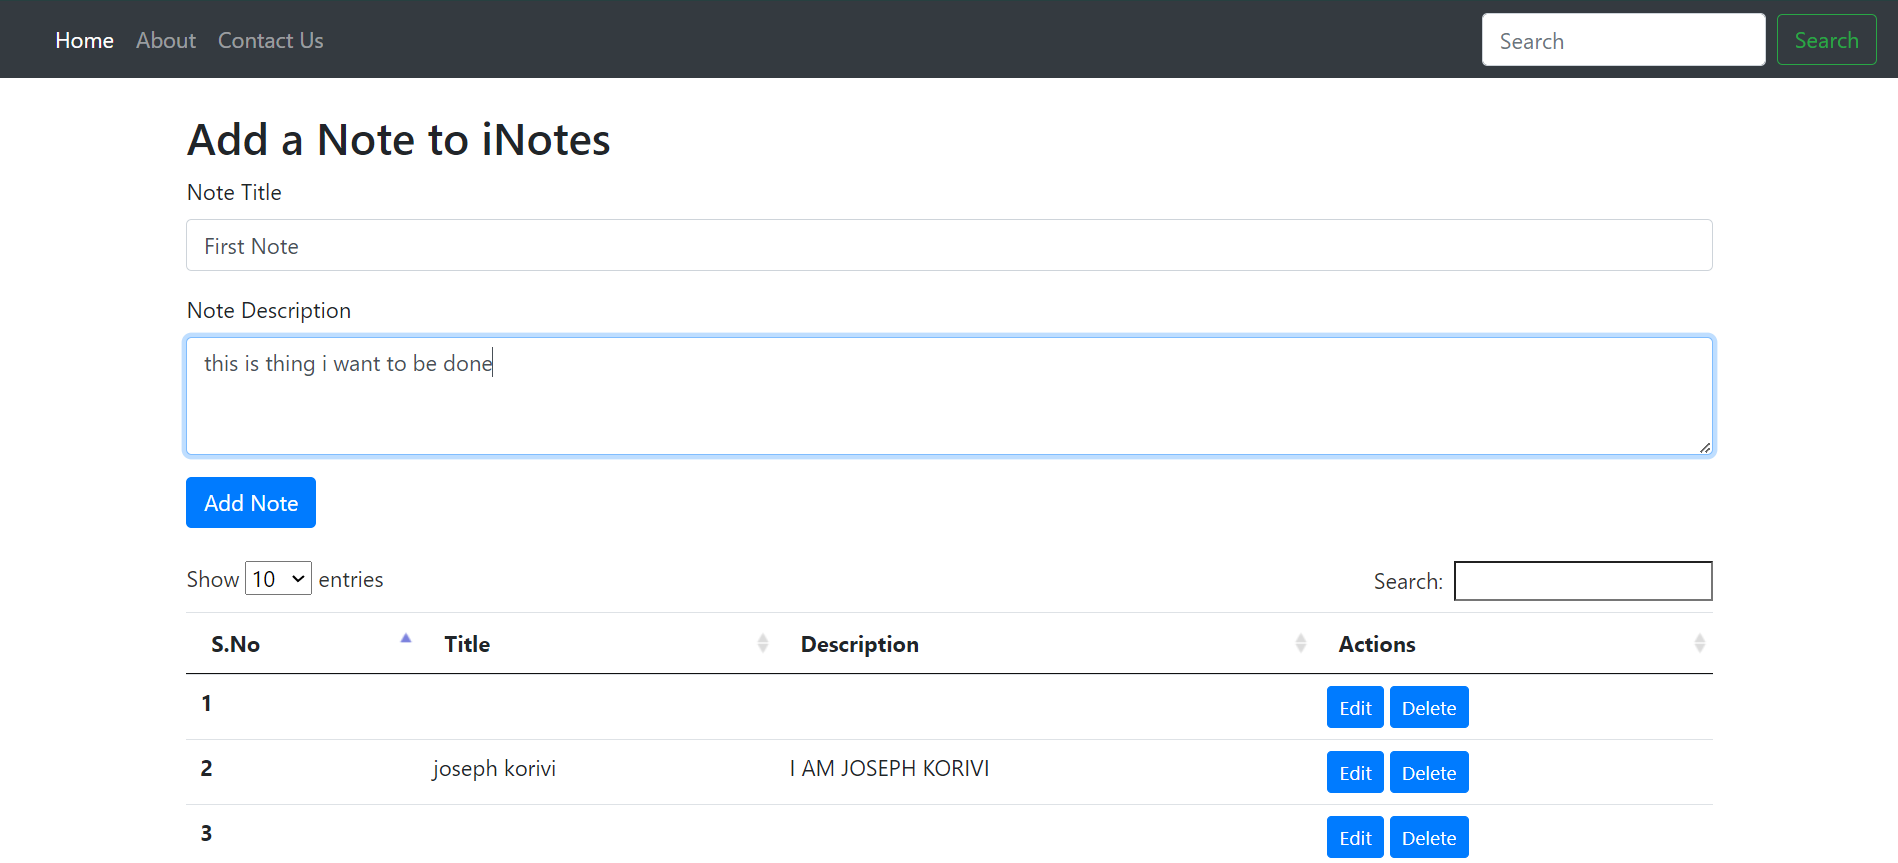 Home About Contact Us Search Search
Add a Note to iNotes
Note Title
First Note
Note Description
this is thing i want to be done
Add Note
Show 10 entries Search:
S.No Title Description Actions
1 Edit Delete
2 joseph korivi I AM JOSEPH KORIVI Edit Delete
3 Edit Delete